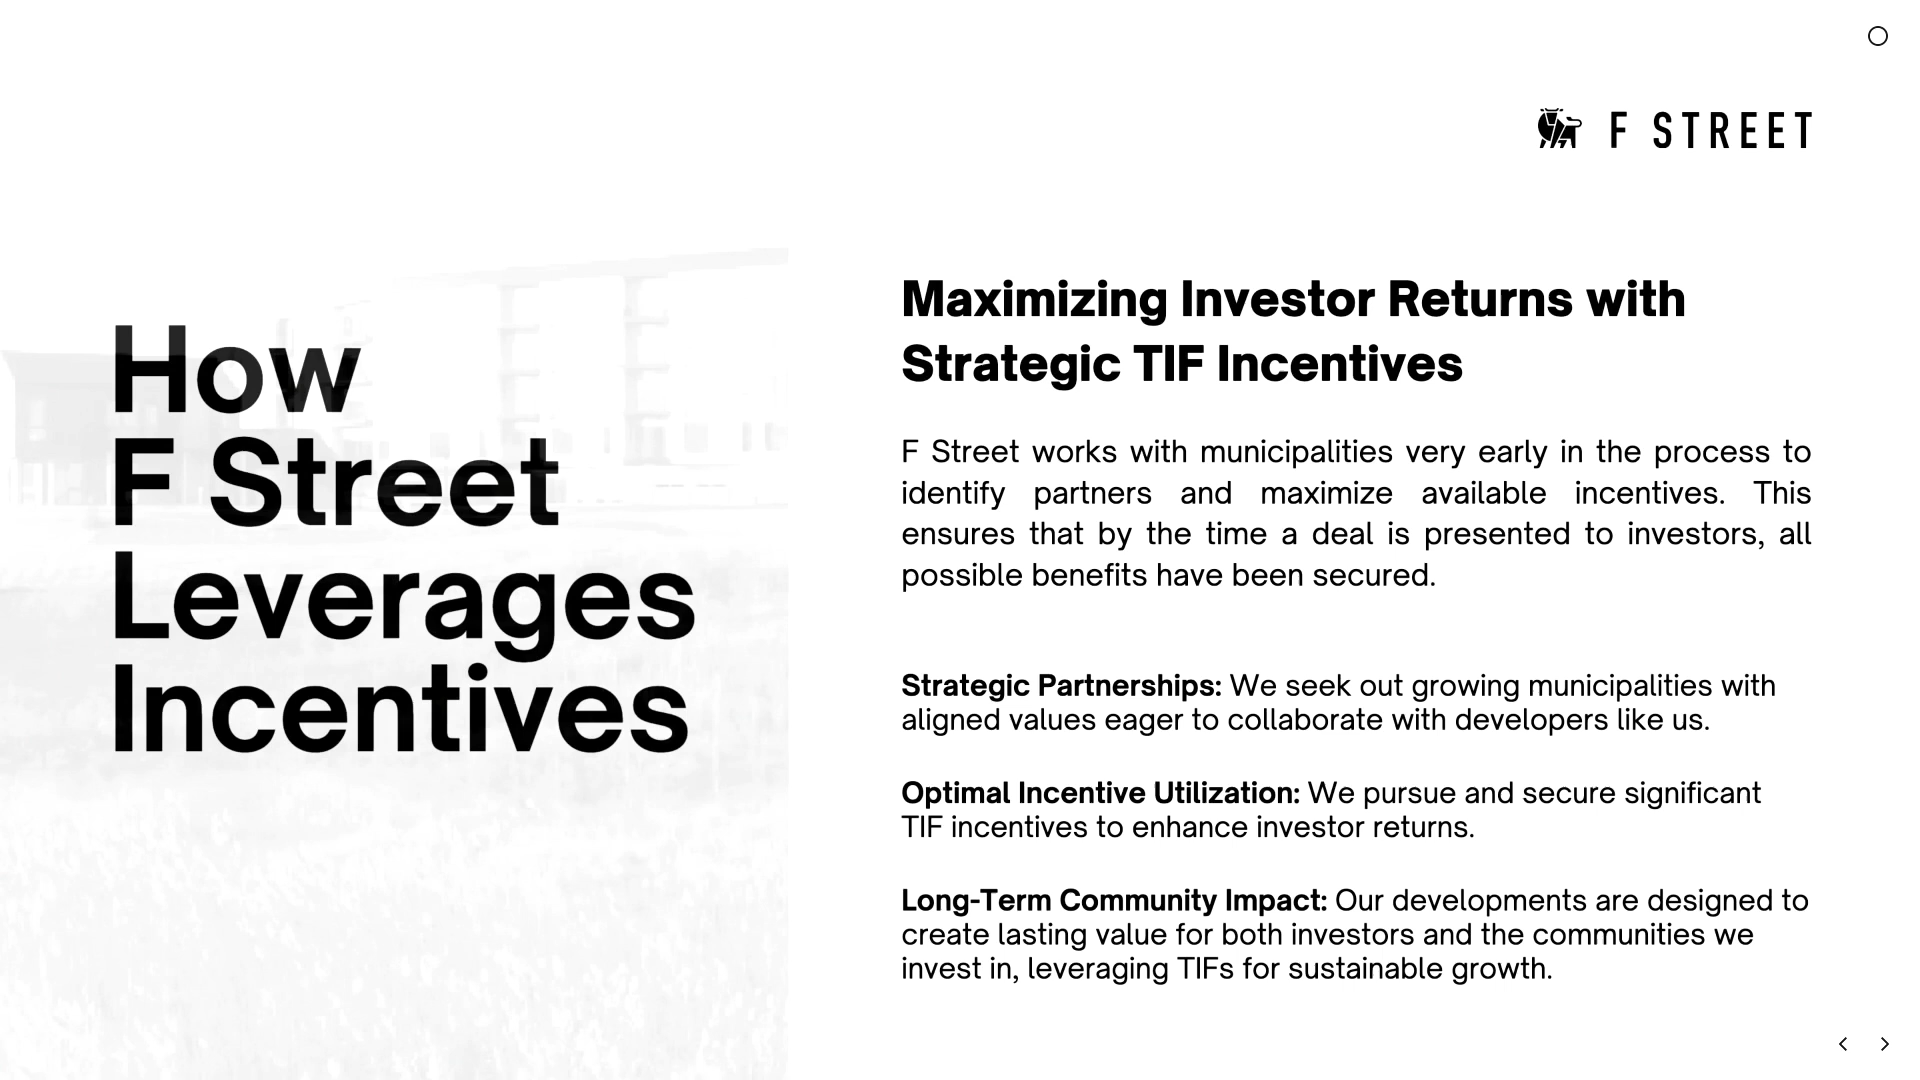 F STREET
How
F Street
Leverages
Incentives
Maximizing Investor Returns with
Strategic TIF Incentives
F Street works with municipalities very early in the process to
identify partners and maximize available incentives. This
ensures that by the time a deal is presented to investors, all
possible benefits have been secured.
Strategic Partnerships: We seek out growing municipalities with
aligned values eager to collaborate with developers like us.
Optimal Incentive Utilization: We pursue and secure significant
TIF incentives to enhance investor returns.
Long-Term Community Impact: Our developments are designed to
create lasting value for both investors and the communities we
invest in, leveraging TIFs for sustainable growth.